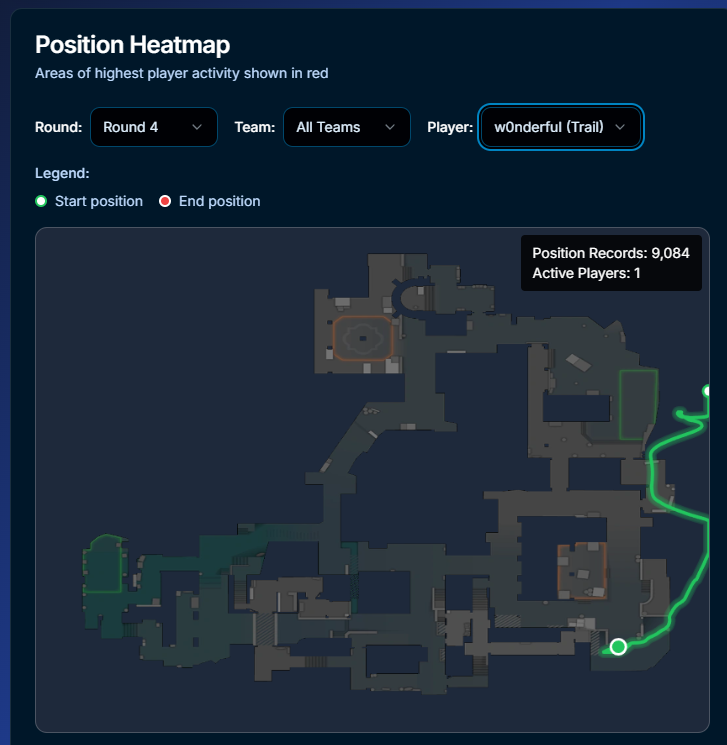 Position Heatmap
Areas of highest player activity shown in red
Round: Round 4 Team: All Teams Player: w0nderful (Trail)
Legend:
Start position End position
Position Records: 9,084
Active Players: 1